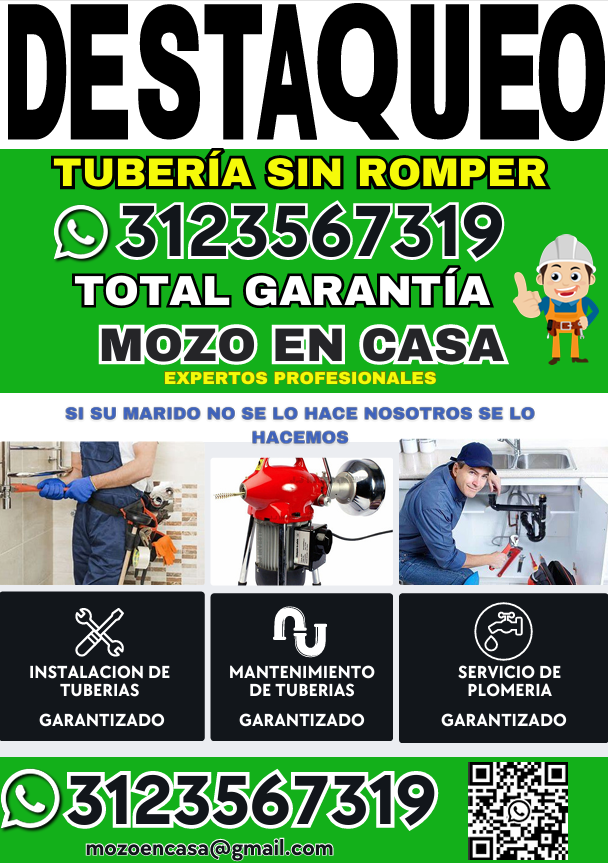 DESTAQUEO
TUBERÍA SIN ROMPER
3123567319
TOTAL GARANTÍA
MOZO EN CASA
EXPERTOS PROFESIONALES
SI SU MARIDO NO SE LO HACE NOSOTROS SE LO
HACEMOS
INSTALACION DE
TUBERIAS
GARANTIZADO
MANTENIMIENTO
DE TUBERIAS
GARANTIZADO
SERVICIO DE
PLOMERIA
GARANTIZADO
3123567319
mozoencasa@gmail.com